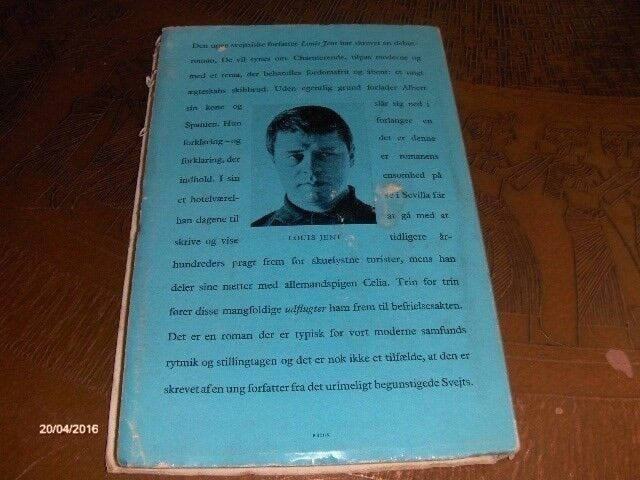 Den unge svejtsiske forfatter Louis Jent har skrevet en debut-
roman, De vil synes om. Charmerende, tilpas moderne og
med et tema, der behandles fordomsfrit og åbent: et ungt
ægteskabs skibbrud. Uden egentlig grund forlader Albert
sin kone og slår sig ned i
Spanien. Hun forlanger en
forklaring – og det er denne
forklaring, der er romanens
indhold. I sin ensomhed på
et hotelværel- se i Sevilla får
han dagene til at gå med at
skrive og vise tidligere år-
LOUIS JENT
hundreders pragt frem for skuelystne turister, mens han
deler sine nætter med allemandspigen Celia. Trin for trin
fører disse mangfoldige udflugter ham frem til befrielsesakten.
Det er en roman der er typisk for vort moderne samfunds
rytmik og stillingtagen og det er nok ikke et tilfælde, at den er
skrevet af en ung forfatter fra det urimeligt begunstigede Svejts.
20/04/2016